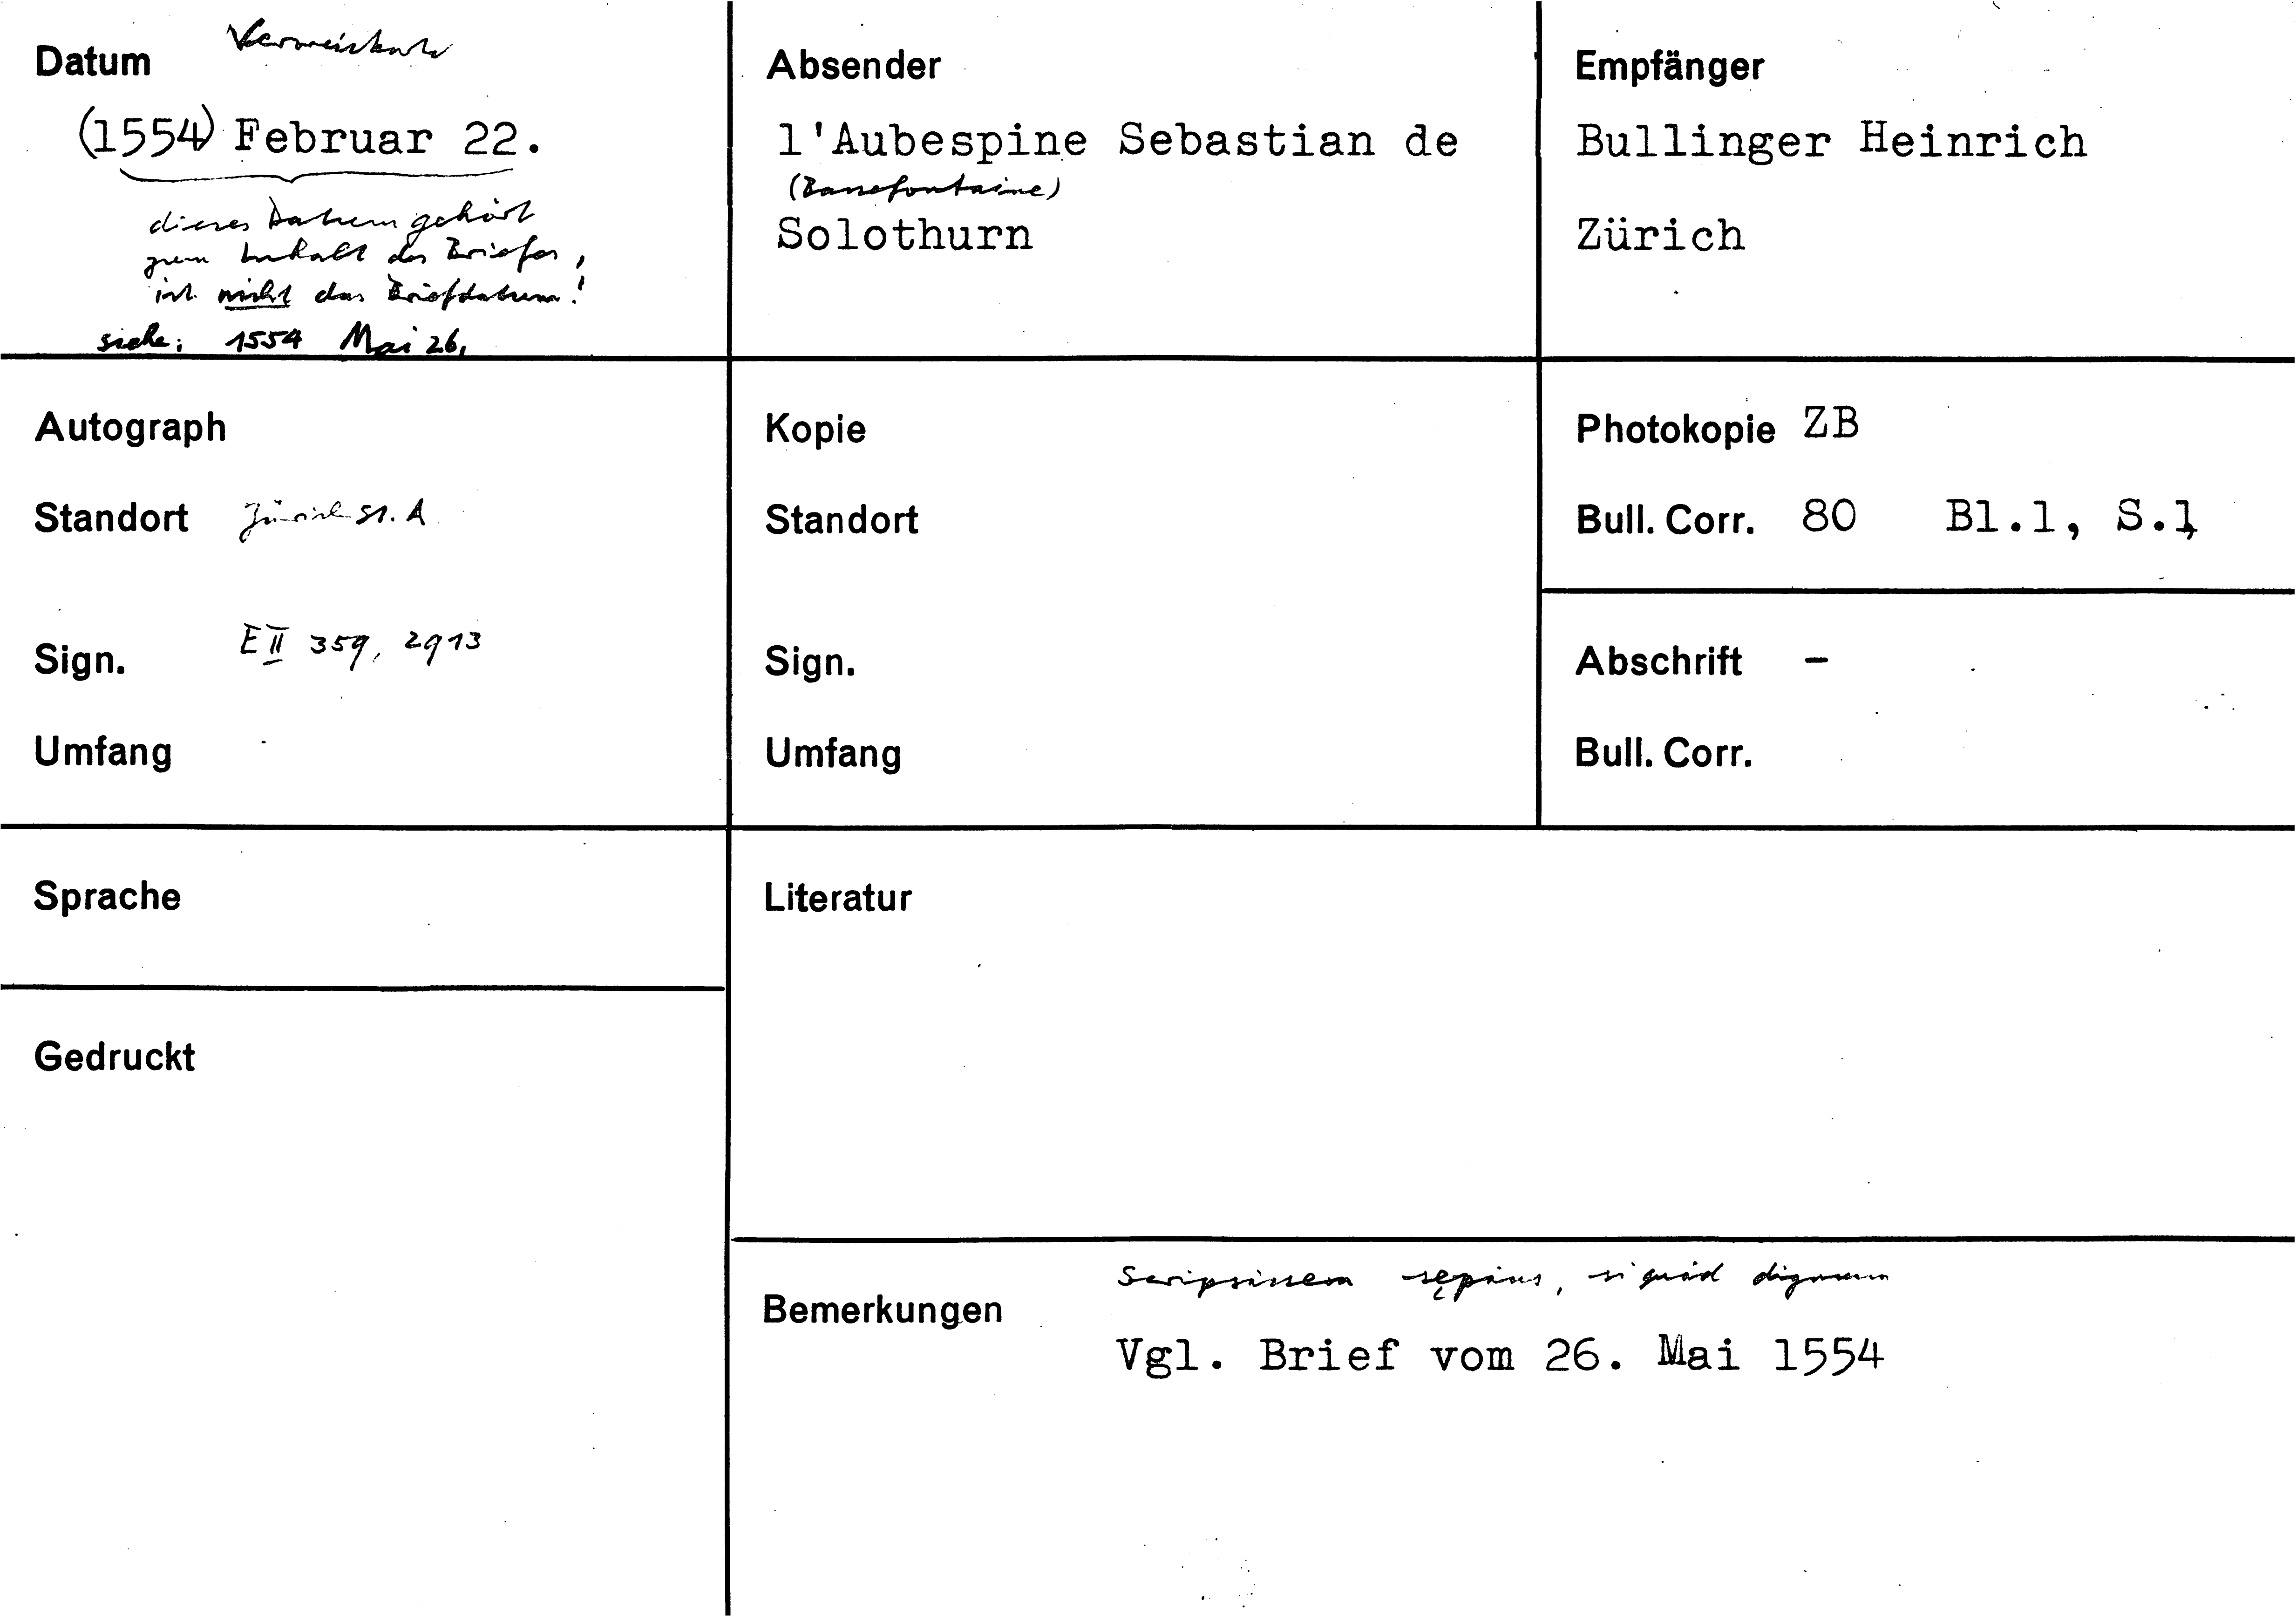 Datum Verweiskarte
(1554) Februar 22.
dieses Datum gehört
zum Inhalt des Briefes,
ist nicht das Briefdatum!
siehe: 1554 Mai 26.
Absender
l'Aubespine Sebastian de
(Bassefontaine)
Solothurn
Empfänger
Bullinger Heinrich
Zürich
Autograph
Standort Zürich St. A
Sign. E II 359, 2913
Umfang
Kopie
Standort
Sign.
Umfang
Photokopie ZB
Bull. Corr. 80 Bl.1, S.1
Abschrift -
Bull. Corr.
Sprache
Gedruckt
Literatur
Bemerkungen
Scripsissem sępius, si quid dignum
Vgl. Brief vom 26. Mai 1554